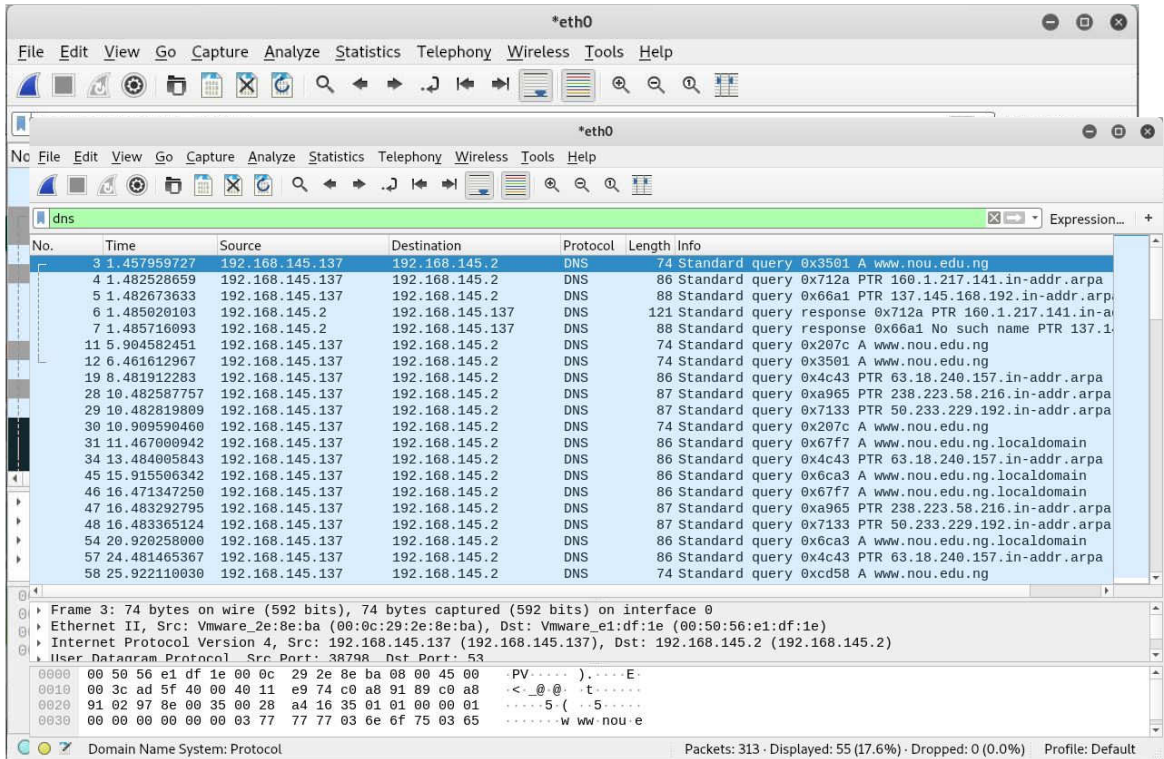 *eth0
File Edit View Go Capture Analyze Statistics Telephony Wireless Tools Help
*eth0
No File Edit View Go Capture Analyze Statistics Telephony Wireless Tools Help
dns Expression... +
No. Time Source Destination Protocol Length Info
3 1.457959727 192.168.145.137 192.168.145.2 DNS 74 Standard query 0x3501 A www.nou.edu.ng
4 1.482528659 192.168.145.137 192.168.145.2 DNS 86 Standard query 0x712a PTR 160.1.217.141.in-addr.arpa
5 1.482673633 192.168.145.137 192.168.145.2 DNS 88 Standard query 0x66a1 PTR 137.145.168.192.in-addr.arp
6 1.485020103 192.168.145.2 192.168.145.137 DNS 121 Standard query response 0x712a PTR 160.1.217.141.in-a
7 1.485716093 192.168.145.2 192.168.145.137 DNS 88 Standard query response 0x66a1 No such name PTR 137.1
11 5.904582451 192.168.145.137 192.168.145.2 DNS 74 Standard query 0x207c A www.nou.edu.ng
12 6.461612967 192.168.145.137 192.168.145.2 DNS 74 Standard query 0x3501 A www.nou.edu.ng
19 8.481912283 192.168.145.137 192.168.145.2 DNS 86 Standard query 0x4c43 PTR 63.18.240.157.in-addr.arpa
28 10.482587757 192.168.145.137 192.168.145.2 DNS 87 Standard query 0xa965 PTR 238.223.58.216.in-addr.arpa
29 10.482819809 192.168.145.137 192.168.145.2 DNS 87 Standard query 0x7133 PTR 50.233.229.192.in-addr.arpa
30 10.909590460 192.168.145.137 192.168.145.2 DNS 74 Standard query 0x207c A www.nou.edu.ng
31 11.467000942 192.168.145.137 192.168.145.2 DNS 86 Standard query 0x67f7 A www.nou.edu.ng.localdomain
34 13.484005843 192.168.145.137 192.168.145.2 DNS 86 Standard query 0x4c43 PTR 63.18.240.157.in-addr.arpa
45 15.915506342 192.168.145.137 192.168.145.2 DNS 86 Standard query 0x6ca3 A www.nou.edu.ng.localdomain
46 16.471347250 192.168.145.137 192.168.145.2 DNS 86 Standard query 0x67f7 A www.nou.edu.ng.localdomain
47 16.483292795 192.168.145.137 192.168.145.2 DNS 87 Standard query 0xa965 PTR 238.223.58.216.in-addr.arpa
48 16.483365124 192.168.145.137 192.168.145.2 DNS 87 Standard query 0x7133 PTR 50.233.229.192.in-addr.arpa
54 20.920258000 192.168.145.137 192.168.145.2 DNS 86 Standard query 0x6ca3 A www.nou.edu.ng.localdomain
57 24.481465367 192.168.145.137 192.168.145.2 DNS 86 Standard query 0x4c43 PTR 63.18.240.157.in-addr.arpa
58 25.922110030 192.168.145.137 192.168.145.2 DNS 74 Standard query 0xcd58 A www.nou.edu.ng
Frame 3: 74 bytes on wire (592 bits), 74 bytes captured (592 bits) on interface 0
Ethernet II, Src: Vmware_2e:8e:ba (00:0c:29:2e:8e:ba), Dst: Vmware_e1:df:1e (00:50:56:e1:df:1e)
Internet Protocol Version 4, Src: 192.168.145.137 (192.168.145.137), Dst: 192.168.145.2 (192.168.145.2)
User Datagram Protocol, Src Port: 38798, Dst Port: 53
0000 00 50 56 e1 df 1e 00 0c 29 2e 8e ba 08 00 45 00 ·PV····· ).····E·
0010 00 3c ad 5f 40 00 40 11 e9 74 c0 a8 91 89 c0 a8 ·<·_@·@· ·t······
0020 91 02 97 8e 00 35 00 28 a4 16 35 01 01 00 00 01 ·····5·( ··5·····
0030 00 00 00 00 00 00 03 77 77 77 03 6e 6f 75 03 65 ·······w ww·nou·e
Domain Name System: Protocol Packets: 313 · Displayed: 55 (17.6%) · Dropped: 0 (0.0%) Profile: Default